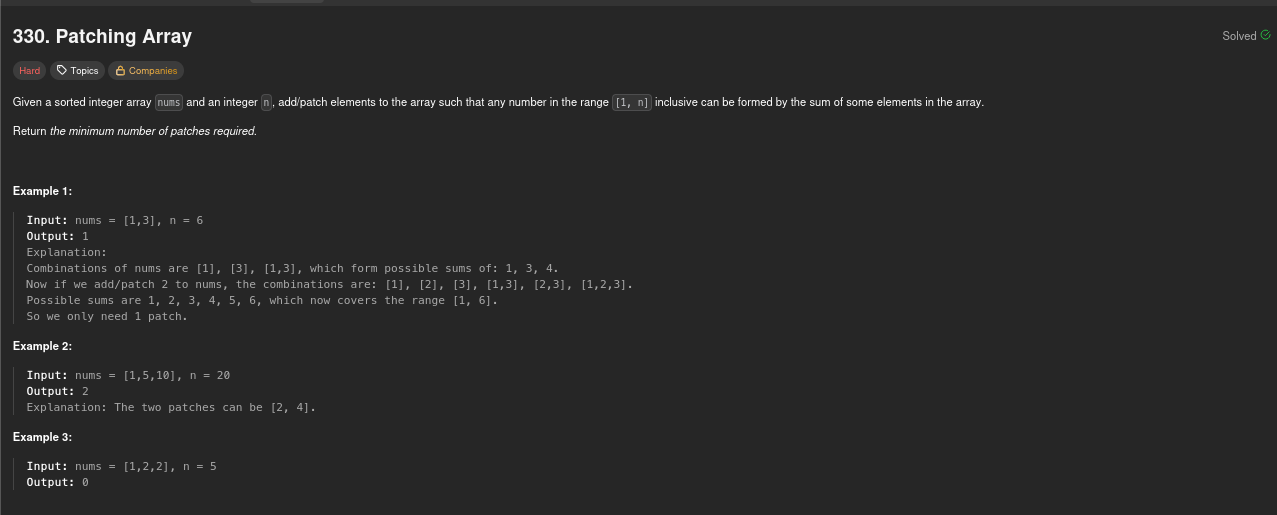 330. Patching Array
Solved
Hard Topics Companies
Given a sorted integer array nums and an integer n, add/patch elements to the array such that any number in the range [1, n] inclusive can be formed by the sum of some elements in the array.
Return the minimum number of patches required.
Example 1:
Input: nums = [1,3], n = 6
Output: 1
Explanation:
Combinations of nums are [1], [3], [1,3], which form possible sums of: 1, 3, 4.
Now if we add/patch 2 to nums, the combinations are: [1], [2], [3], [1,3], [2,3], [1,2,3].
Possible sums are 1, 2, 3, 4, 5, 6, which now covers the range [1, 6].
So we only need 1 patch.
Example 2:
Input: nums = [1,5,10], n = 20
Output: 2
Explanation: The two patches can be [2, 4].
Example 3:
Input: nums = [1,2,2], n = 5
Output: 0